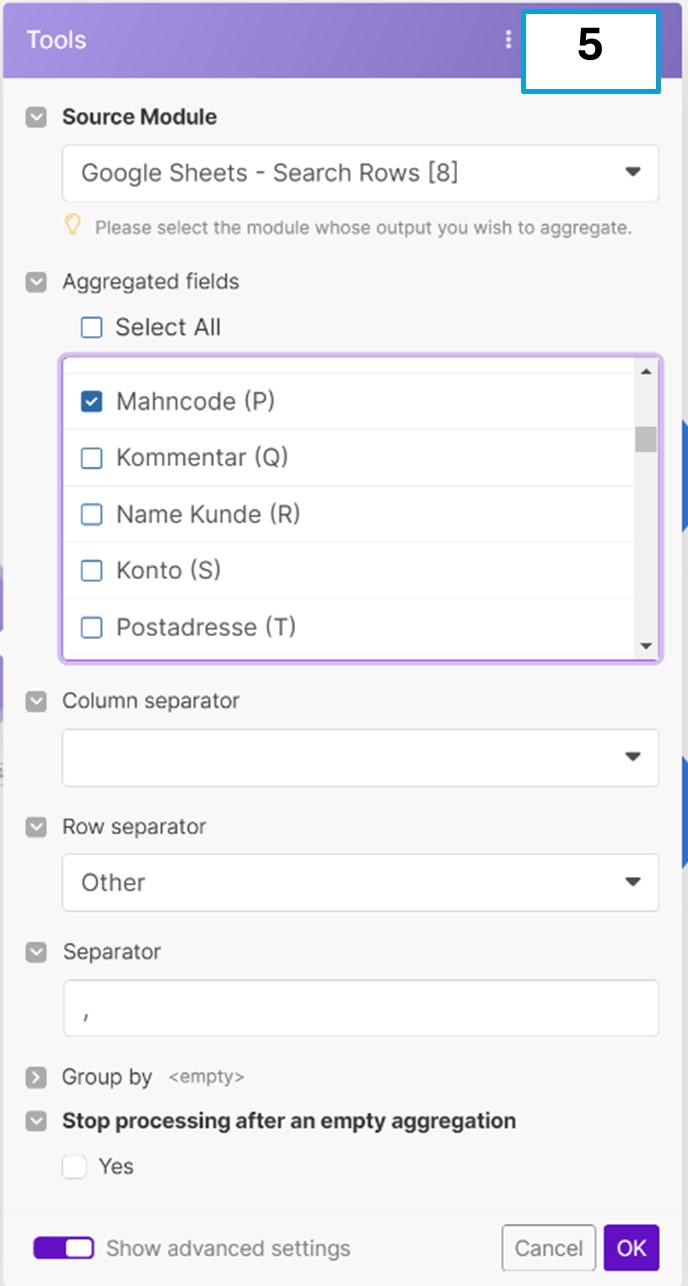 Tools
5
Source Module
Google Sheets - Search Rows [8]
Please select the module whose output you wish to aggregate.
Aggregated fields
Select All
Mahncode (P)
Kommentar (Q)
Name Kunde (R)
Konto (S)
Postadresse (T)
Column separator
Row separator
Other
Separator
,
Group by <empty>
Stop processing after an empty aggregation
Yes
Show advanced settings
Cancel
OK